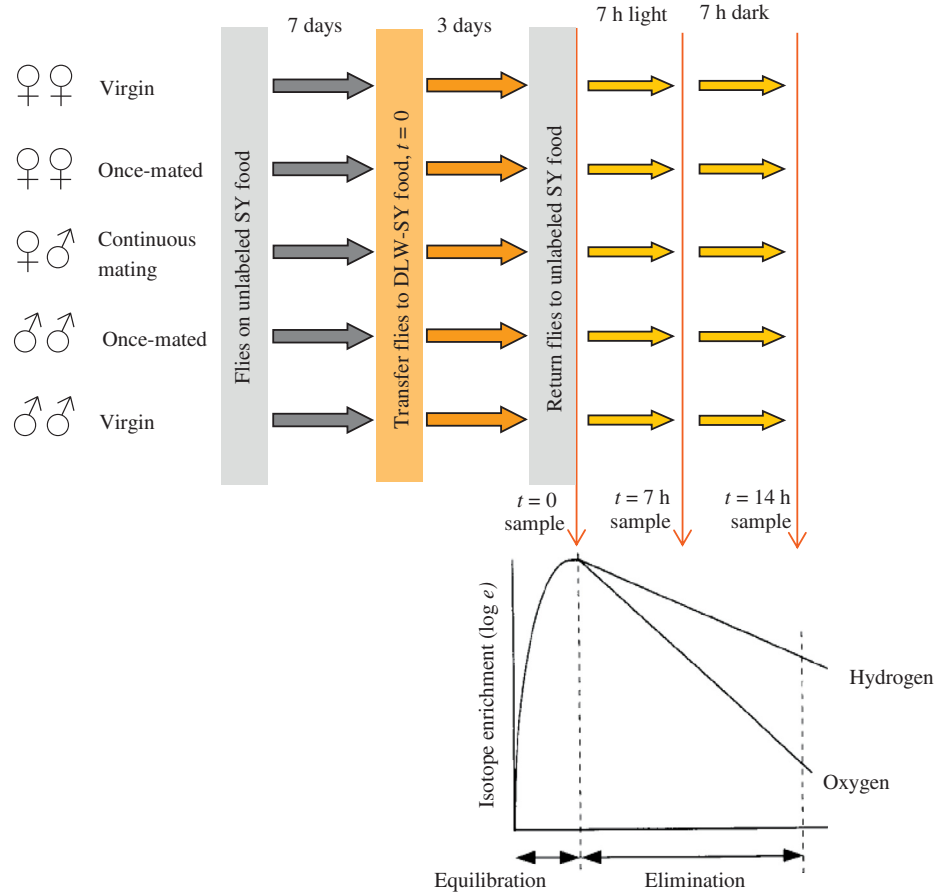 7 days
3 days
7 h light
7 h dark
Virgin
Once-mated
Continuous
mating
Once-mated
Virgin
Flies on unlabeled SY food
Transfer flies to DLW-SY food, t = 0
Return flies to unlabeled SY food
t = 0
sample
t = 7 h
sample
t = 14 h
sample
Isotope enrichment (log e)
Hydrogen
Oxygen
Equilibration
Elimination